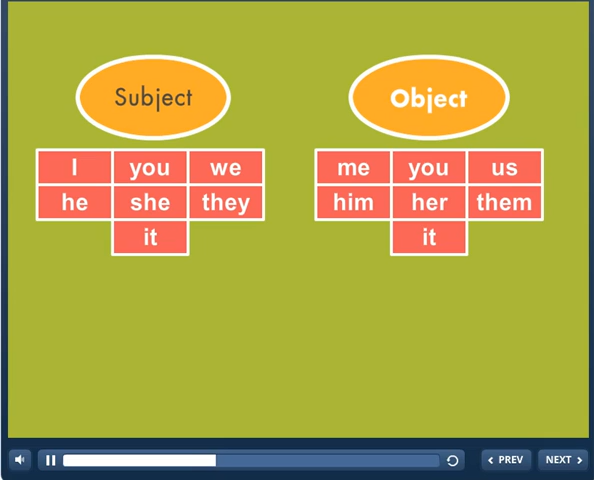 Subject
I you we
he she they
it
Object
me you us
him her them
it
PREV
NEXT